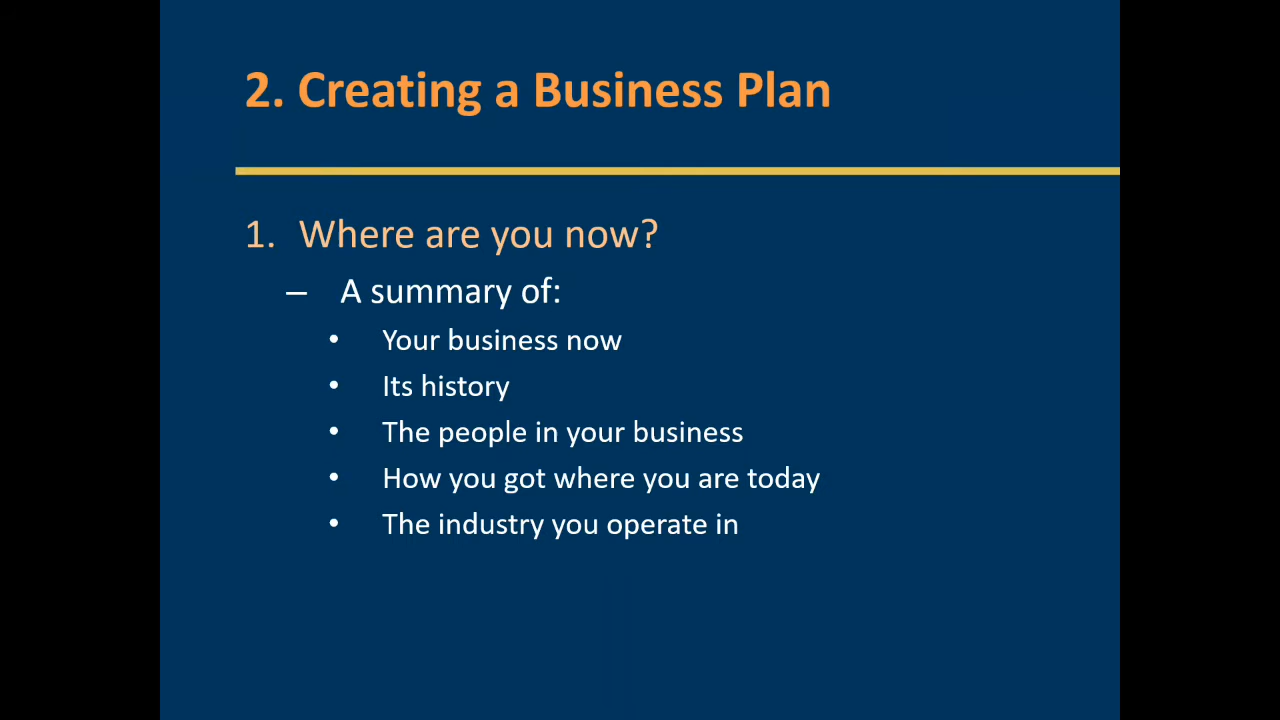 2. Creating a Business Plan
1. Where are you now?
– A summary of:
• Your business now
• Its history
• The people in your business
• How you got where you are today
• The industry you operate in